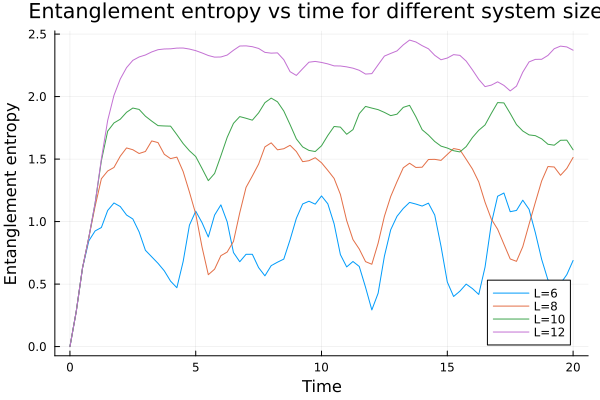 Entanglement entropy vs time for different system size
Entanglement entropy
2.5
2.0
1.5
1.0
0.5
0.0
0
5
10
15
20
Time
L=6
L=8
L=10
L=12